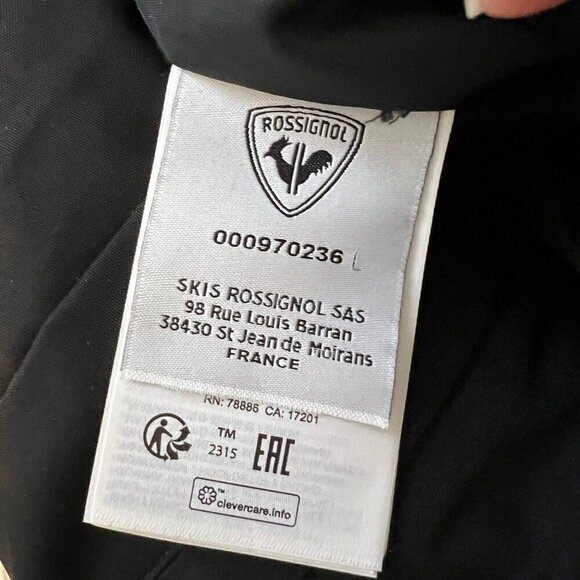 ROSSIGNOL
000970236 L
SKIS ROSSIGNOL SAS
98 Rue Louis Barran
38430 St Jean de Moirans
FRANCE
RN: 78886 CA: 17201
TM
2315
EAC
™
clevercare.info